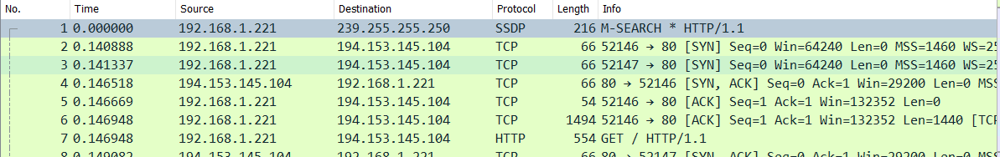 No. Time Source Destination Protocol Length Info
1 0.000000 192.168.1.221 239.255.255.250 SSDP 216 M-SEARCH * HTTP/1.1
2 0.140888 192.168.1.221 194.153.145.104 TCP 66 52146 → 80 [SYN] Seq=0 Win=64240 Len=0 MSS=1460 WS=25
3 0.141337 192.168.1.221 194.153.145.104 TCP 66 52147 → 80 [SYN] Seq=0 Win=64240 Len=0 MSS=1460 WS=25
4 0.146518 194.153.145.104 192.168.1.221 TCP 66 80 → 52146 [SYN, ACK] Seq=0 Ack=1 Win=29200 Len=0 MS
5 0.146669 192.168.1.221 194.153.145.104 TCP 54 52146 → 80 [ACK] Seq=1 Ack=1 Win=132352 Len=0
6 0.146948 192.168.1.221 194.153.145.104 TCP 1494 52146 → 80 [ACK] Seq=1 Ack=1 Win=132352 Len=1440 [TCP
7 0.146948 192.168.1.221 194.153.145.104 HTTP 554 GET / HTTP/1.1
8 0.149082 194.153.145.104 192.168.1.221 TCP 66 80 → 52147 [SYN, ACK] Seq=0 Ack=1 Win=29200 Len=0 MS